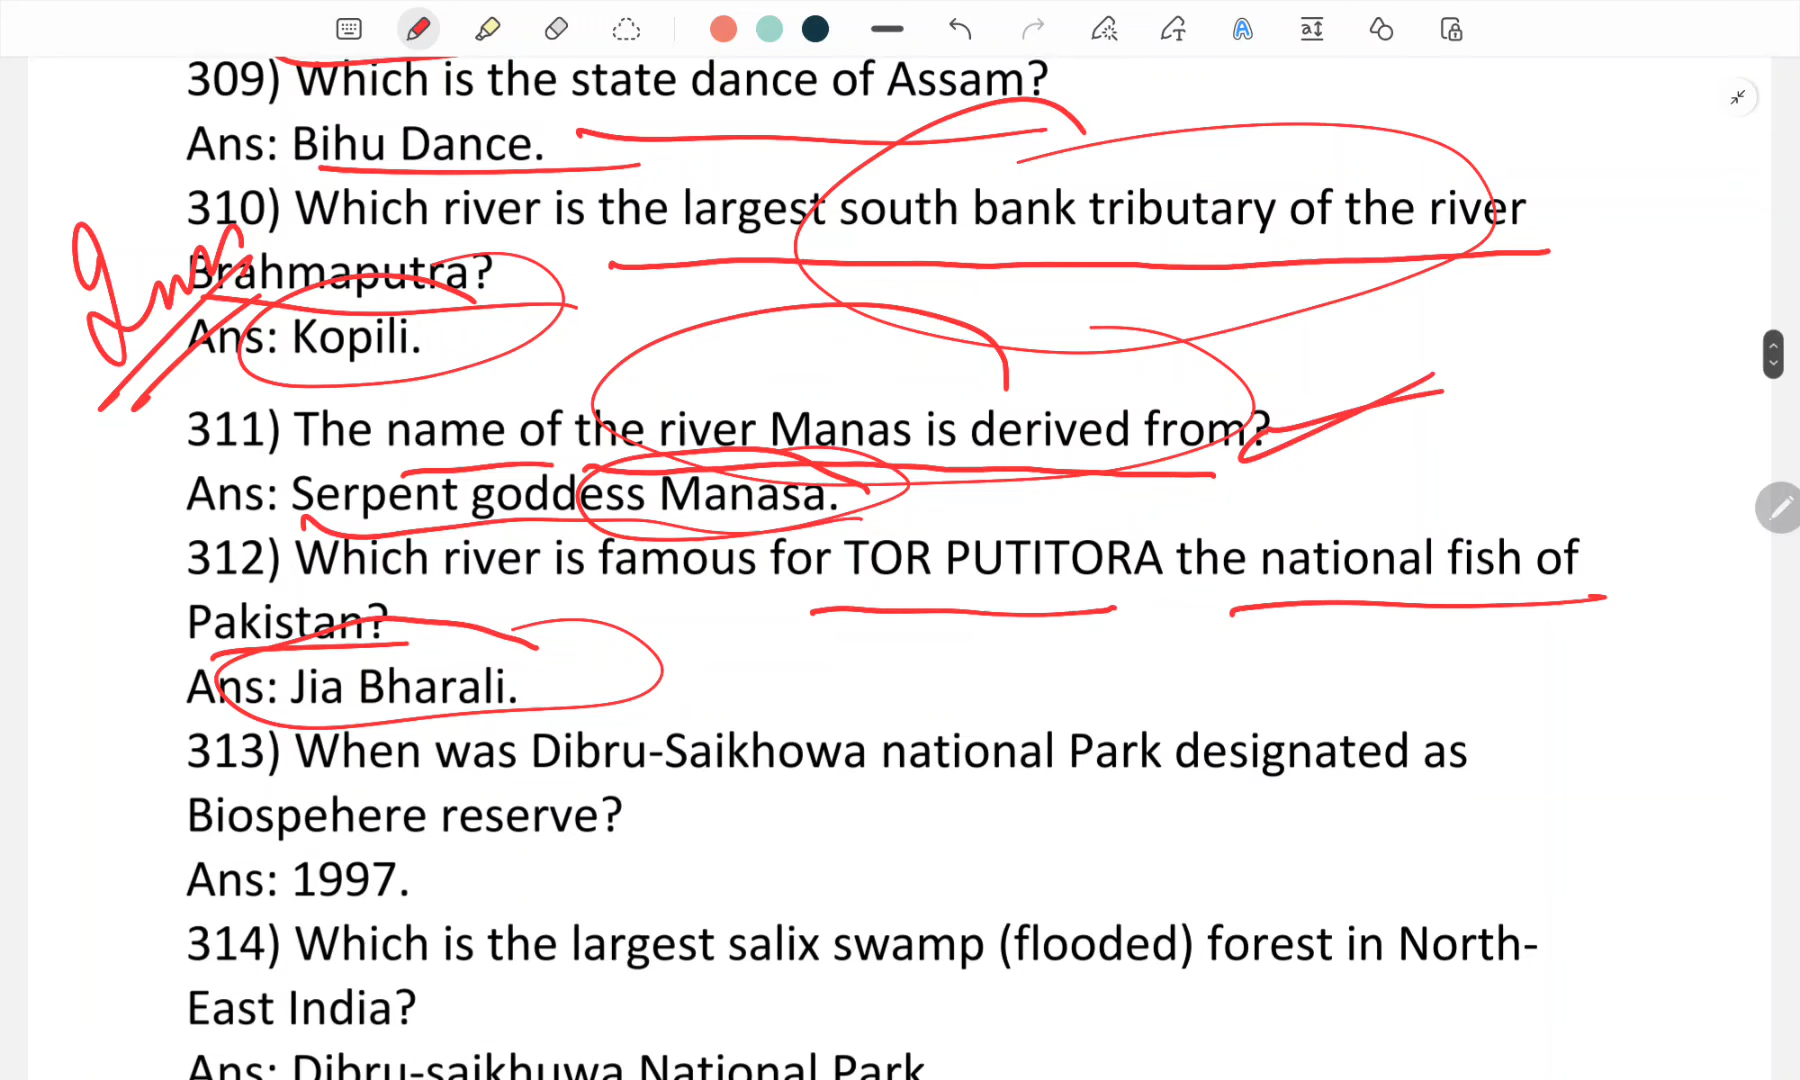 309) Which is the state dance of Assam?
Ans: Bihu Dance.
310) Which river is the largest south bank tributary of the river
Brahmaputra?
Ans: Kopili.
Imp
311) The name of the river Manas is derived from?
Ans: Serpent goddess Manasa.
312) Which river is famous for TOR PUTITORA the national fish of
Pakistan?
Ans: Jia Bharali.
313) When was Dibru-Saikhowa national Park designated as
Biospehere reserve?
Ans: 1997.
314) Which is the largest salix swamp (flooded) forest in North-
East India?
Ans: Dibru-saikhuwa National Park